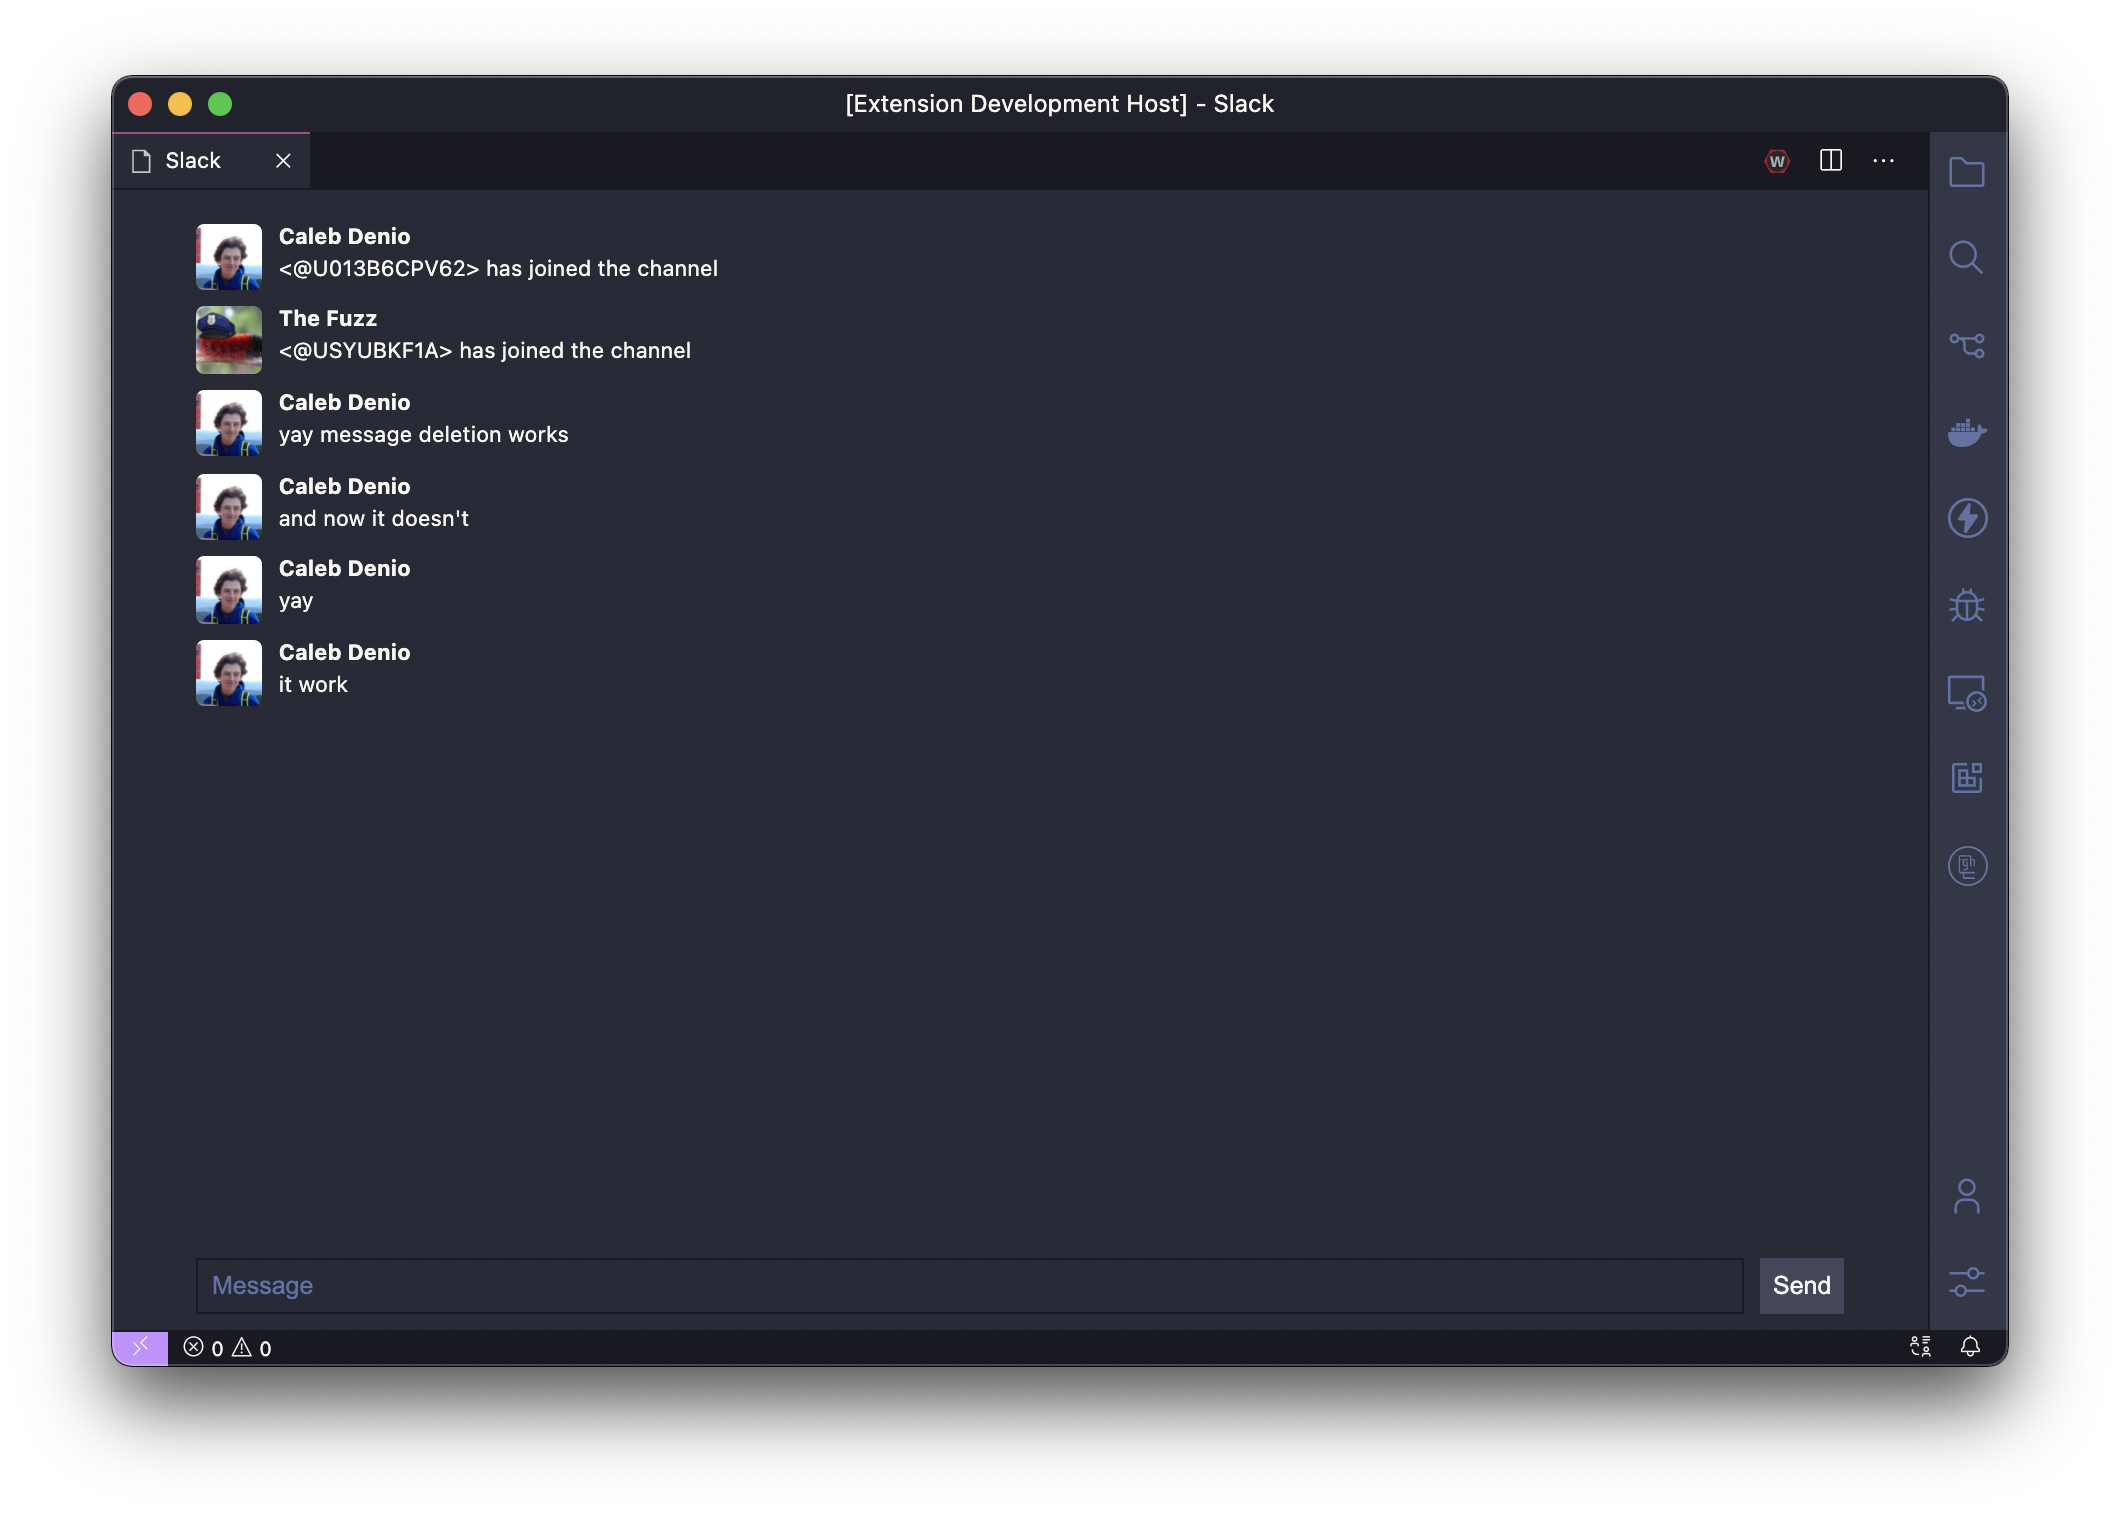 [Extension Development Host] - Slack
Slack
W
Caleb Denio
<@U013B6CPV62> has joined the channel
The Fuzz
<@USYUBKF1A> has joined the channel
Caleb Denio
yay message deletion works
Caleb Denio
and now it doesn't
Caleb Denio
yay
Caleb Denio
it work
gh
Message
Send
0 0